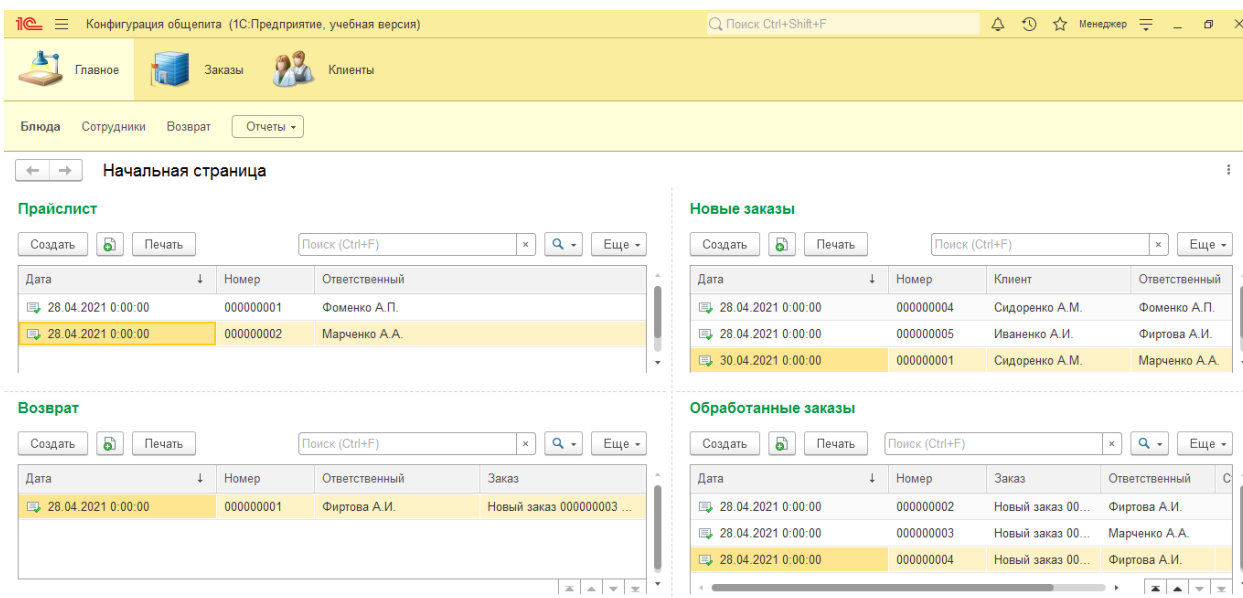 1С Конфигурация общепита (1С:Предприятие, учебная версия) Поиск Ctrl+Shift+F Менеджер
Главное Заказы Клиенты
Блюда Сотрудники Возврат Отчеты
Начальная страница
Прайслист
Создать Печать Поиск (Ctrl+F) × Еще
Дата ↓ Номер Ответственный
28.04.2021 0:00:00 000000001 Фоменко А.П.
28.04.2021 0:00:00 000000002 Марченко А.А.
Новые заказы
Создать Печать Поиск (Ctrl+F) × Еще
Дата ↓ Номер Клиент Ответственный
28.04.2021 0:00:00 000000004 Сидоренко А.М. Фоменко А.П.
28.04.2021 0:00:00 000000005 Иваненко А.И. Фиртова А.И.
30.04.2021 0:00:00 000000001 Сидоренко А.М. Марченко А.А.
Возврат
Создать Печать Поиск (Ctrl+F) × Еще
Дата ↓ Номер Ответственный Заказ
28.04.2021 0:00:00 000000001 Фиртова А.И. Новый заказ 000000003 ...
Обработанные заказы
Создать Печать Поиск (Ctrl+F) × Еще
Дата ↓ Номер Заказ Ответственный С
28.04.2021 0:00:00 000000002 Новый заказ 00... Фиртова А.И.
28.04.2021 0:00:00 000000003 Новый заказ 00... Марченко А.А.
28.04.2021 0:00:00 000000004 Новый заказ 00... Фиртова А.И.